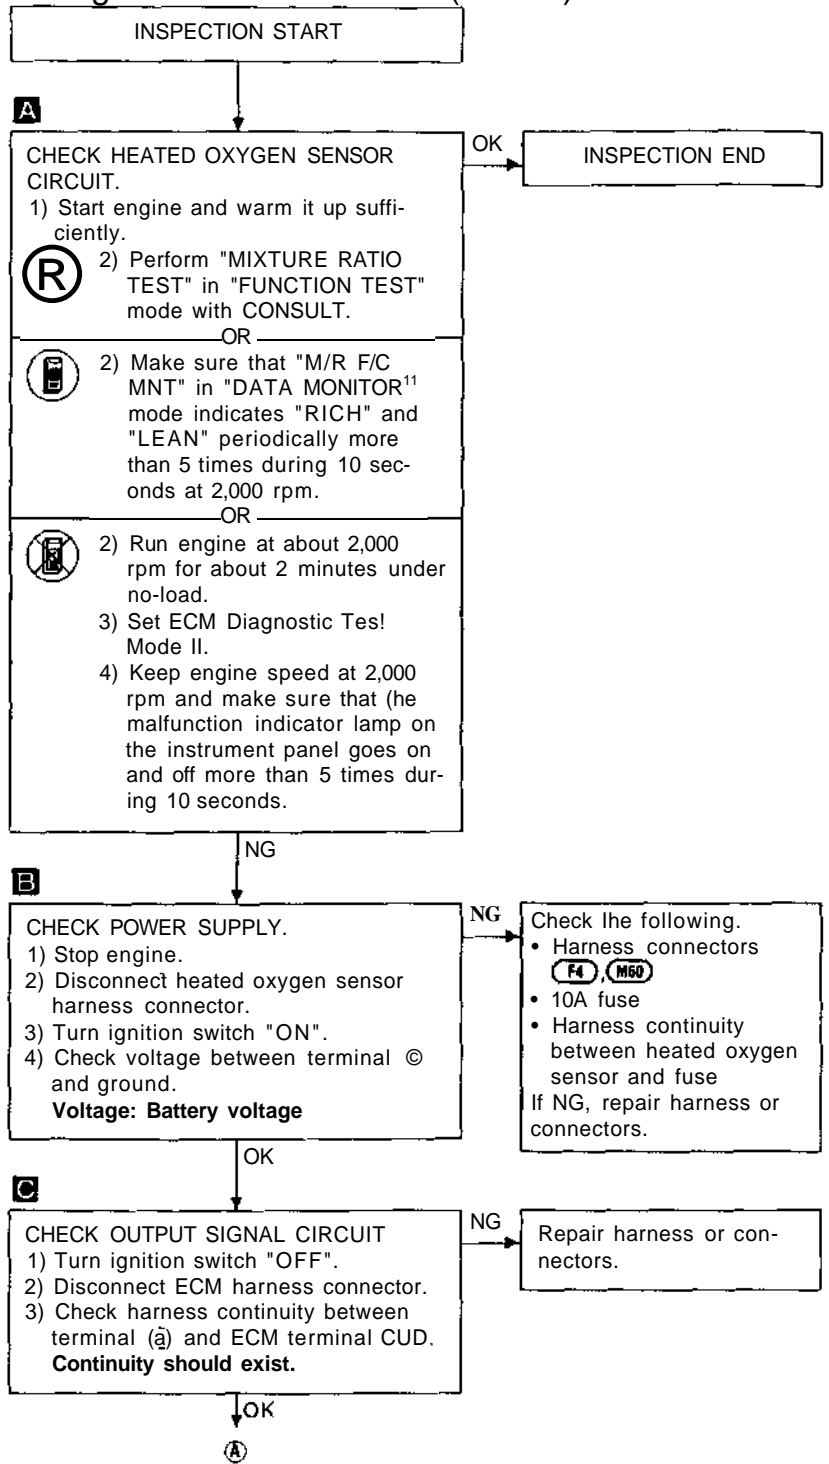 INSPECTION START
A
CHECK HEATED OXYGEN SENSOR
CIRCUIT.
1) Start engine and warm it up suffi-
ciently.
®
2) Perform "MIXTURE RATIO
TEST" in "FUNCTION TEST"
mode with CONSULT.
OR
2) Make sure that "M/R F/C
MNT" in "DATA MONITOR¹¹
mode indicates "RICH" and
"LEAN" periodically more
than 5 times during 10 sec-
onds at 2,000 rpm.
OR
2) Run engine at about 2,000
rpm for about 2 minutes under
no-load.
3) Set ECM Diagnostic Tes!
Mode II.
4) Keep engine speed at 2,000
rpm and make sure that (he
malfunction indicator lamp on
the instrument panel goes on
and off more than 5 times dur-
ing 10 seconds.
OK
INSPECTION END
NG
B
CHECK POWER SUPPLY.
1) Stop engine.
2) Disconnect heated oxygen sensor
harness connector.
3) Turn ignition switch "ON".
4) Check voltage between terminal ©
and ground.
Voltage: Battery voltage
NG
Check Ihe following.
• Harness connectors
F4, M60
• 10A fuse
• Harness continuity
between heated oxygen
sensor and fuse
If NG, repair harness or
connectors.
OK
C
CHECK OUTPUT SIGNAL CIRCUIT
1) Turn ignition switch "OFF".
2) Disconnect ECM harness connector.
3) Check harness continuity between
terminal (a) and ECM terminal CUD.
Continuity should exist.
NG
Repair harness or con-
nectors.
OK
Ⓐ